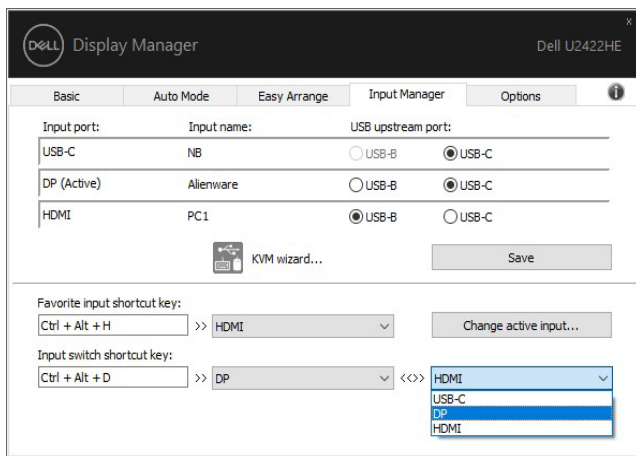 DELL Display Manager Dell U2422HE x
Basic Auto Mode Easy Arrange Input Manager Options i
Input port: Input name: USB upstream port:
USB-C NB USB-B USB-C
DP (Active) Alienware USB-B USB-C
HDMI PC1 USB-B USB-C
KVM wizard... Save
Favorite input shortcut key:
Ctrl + Alt + H >> HDMI Change active input...
Input switch shortcut key:
Ctrl + Alt + D >> DP <<>> HDMI
USB-C
DP
HDMI